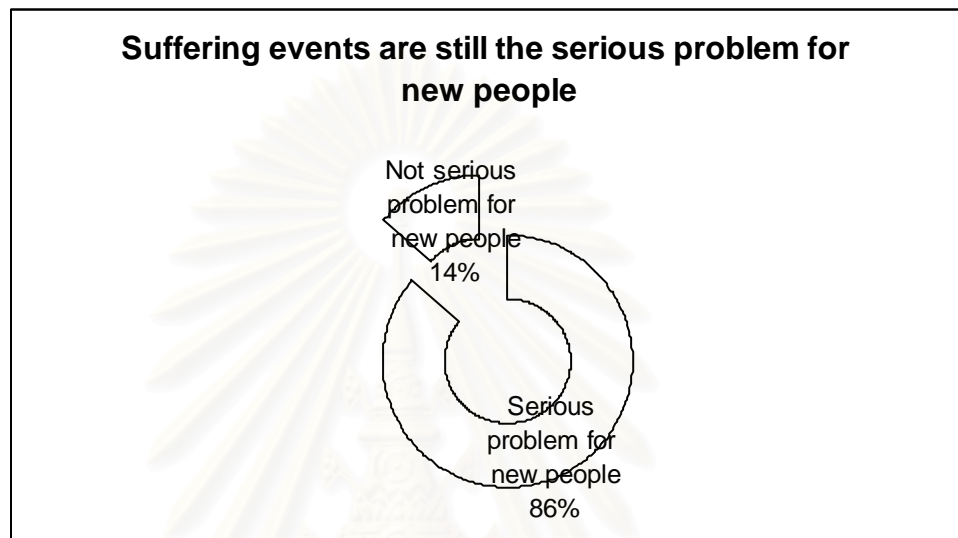 Suffering events are still the serious problem for
new people
Not serious
problem for
new people
14%
Serious
problem for
new people
86%